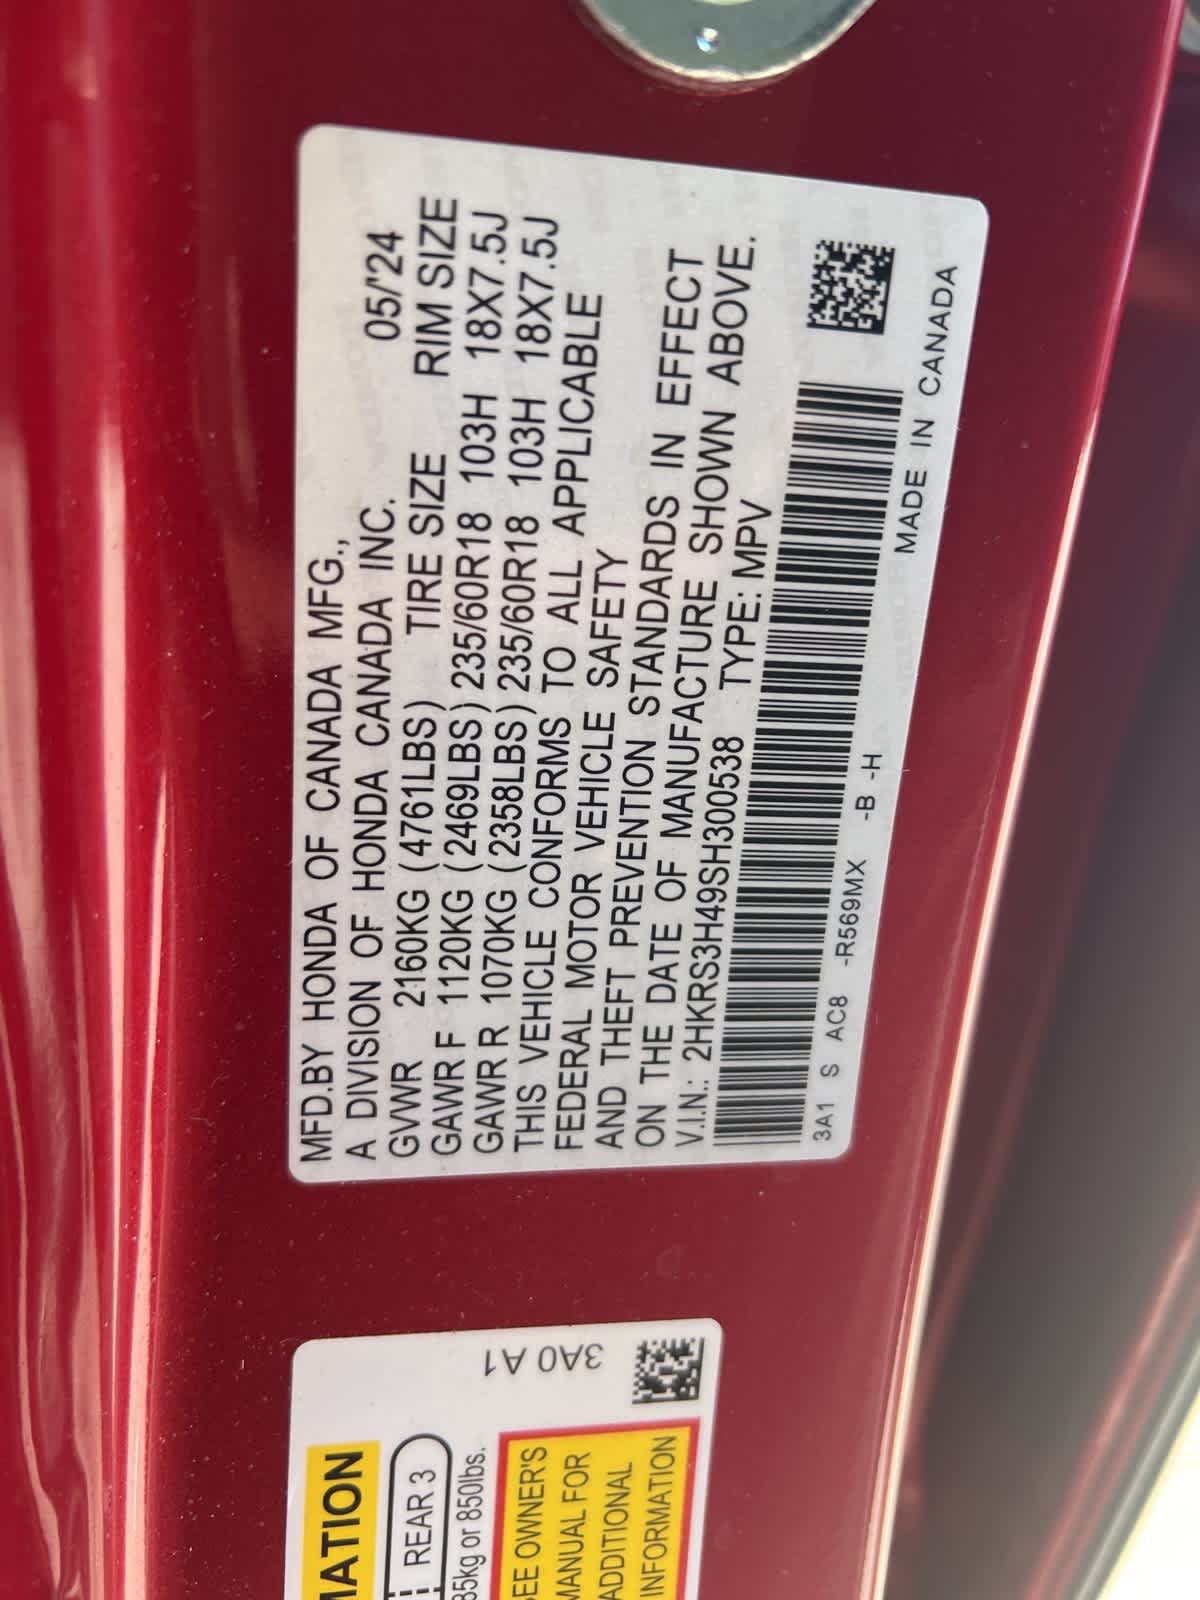 MFD.BY HONDA OF CANADA MFG.,
A DIVISION OF HONDA CANADA INC. 05/'24
GVWR 2160KG (4761LBS) TIRE SIZE RIM SIZE
GAWR F 1120KG (2469LBS) 235/60R18 103H 18X7.5J
GAWR R 1070KG (2358LBS) 235/60R18 103H 18X7.5J
THIS VEHICLE CONFORMS TO ALL APPLICABLE
FEDERAL MOTOR VEHICLE SAFETY
AND THEFT PREVENTION STANDARDS IN EFFECT
ON THE DATE OF MANUFACTURE SHOWN ABOVE.
V.I.N.: 2HKRS3H49SH300538 TYPE: MPV
3A1 S AC8 -R569MX -B -H MADE IN CANADA
3A0 A1
MATION
REAR 3
85kg or 850lbs.
SEE OWNER'S
MANUAL FOR
ADDITIONAL
INFORMATION